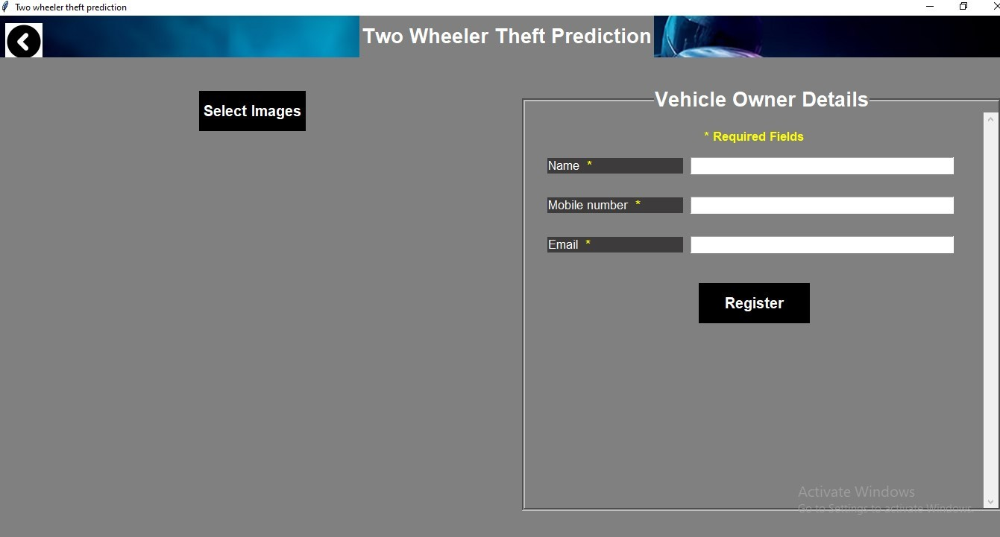 Two wheeler theft prediction
Two Wheeler Theft Prediction
Select Images
Vehicle Owner Details
* Required Fields
Name *
Mobile number *
Email *
Register
Activate Windows
Go to Settings to activate Windows.